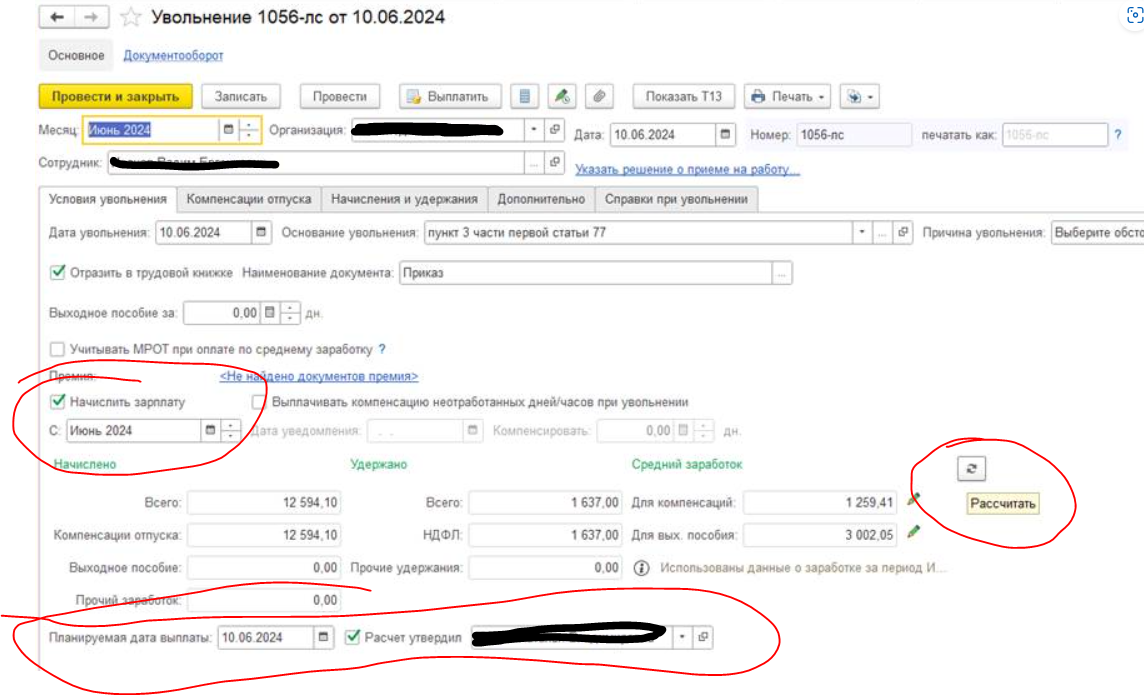 Увольнение 1056-лс от 10.06.2024
Основное Документооборот
Провести и закрыть Записать Провести Выплатить Показать Т13 Печать
Месяц: Июнь 2024 Организация: Дата: 10.06.2024 Номер: 1056-лс печатать как: 1056-лс ?
Сотрудник: ... Указать решение о приеме на работу...
Условия увольнения Компенсации отпуска Начисления и удержания Дополнительно Справки при увольнении
Дата увольнения: 10.06.2024 Основание увольнения: пункт 3 части первой статьи 77 ... Причина увольнения: Выберите обсто
Отразить в трудовой книжке Наименование документа: Приказ ...
Выходное пособие за: 0,00 дн.
Учитывать МРОТ при оплате по среднему заработку ?
Премия: <Не найдено документов премия>
Начислить зарплату Выплачивать компенсацию неотработанных дней/часов при увольнении
С: Июнь 2024 Дата уведомления: . . Компенсировать: 0,00 дн.
Начислено Удержано Средний заработок
Всего: 12 594,10 Всего: 1 637,00 Для компенсаций: 1 259,41 Рассчитать
Компенсации отпуска: 12 594,10 НДФЛ: 1 637,00 Для вых. пособия: 3 002,05
Выходное пособие: 0,00 Прочие удержания: 0,00 Использованы данные о заработке за период И...
Прочий заработок: 0,00
Планируемая дата выплаты: 10.06.2024 Расчет утвердил